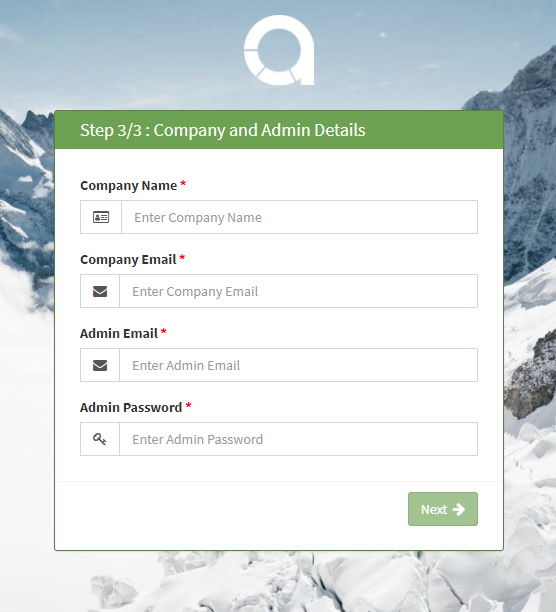 Step 3/3 : Company and Admin Details
Company Name *
Enter Company Name
Company Email *
Enter Company Email
Admin Email *
Enter Admin Email
Admin Password *
Enter Admin Password
Next